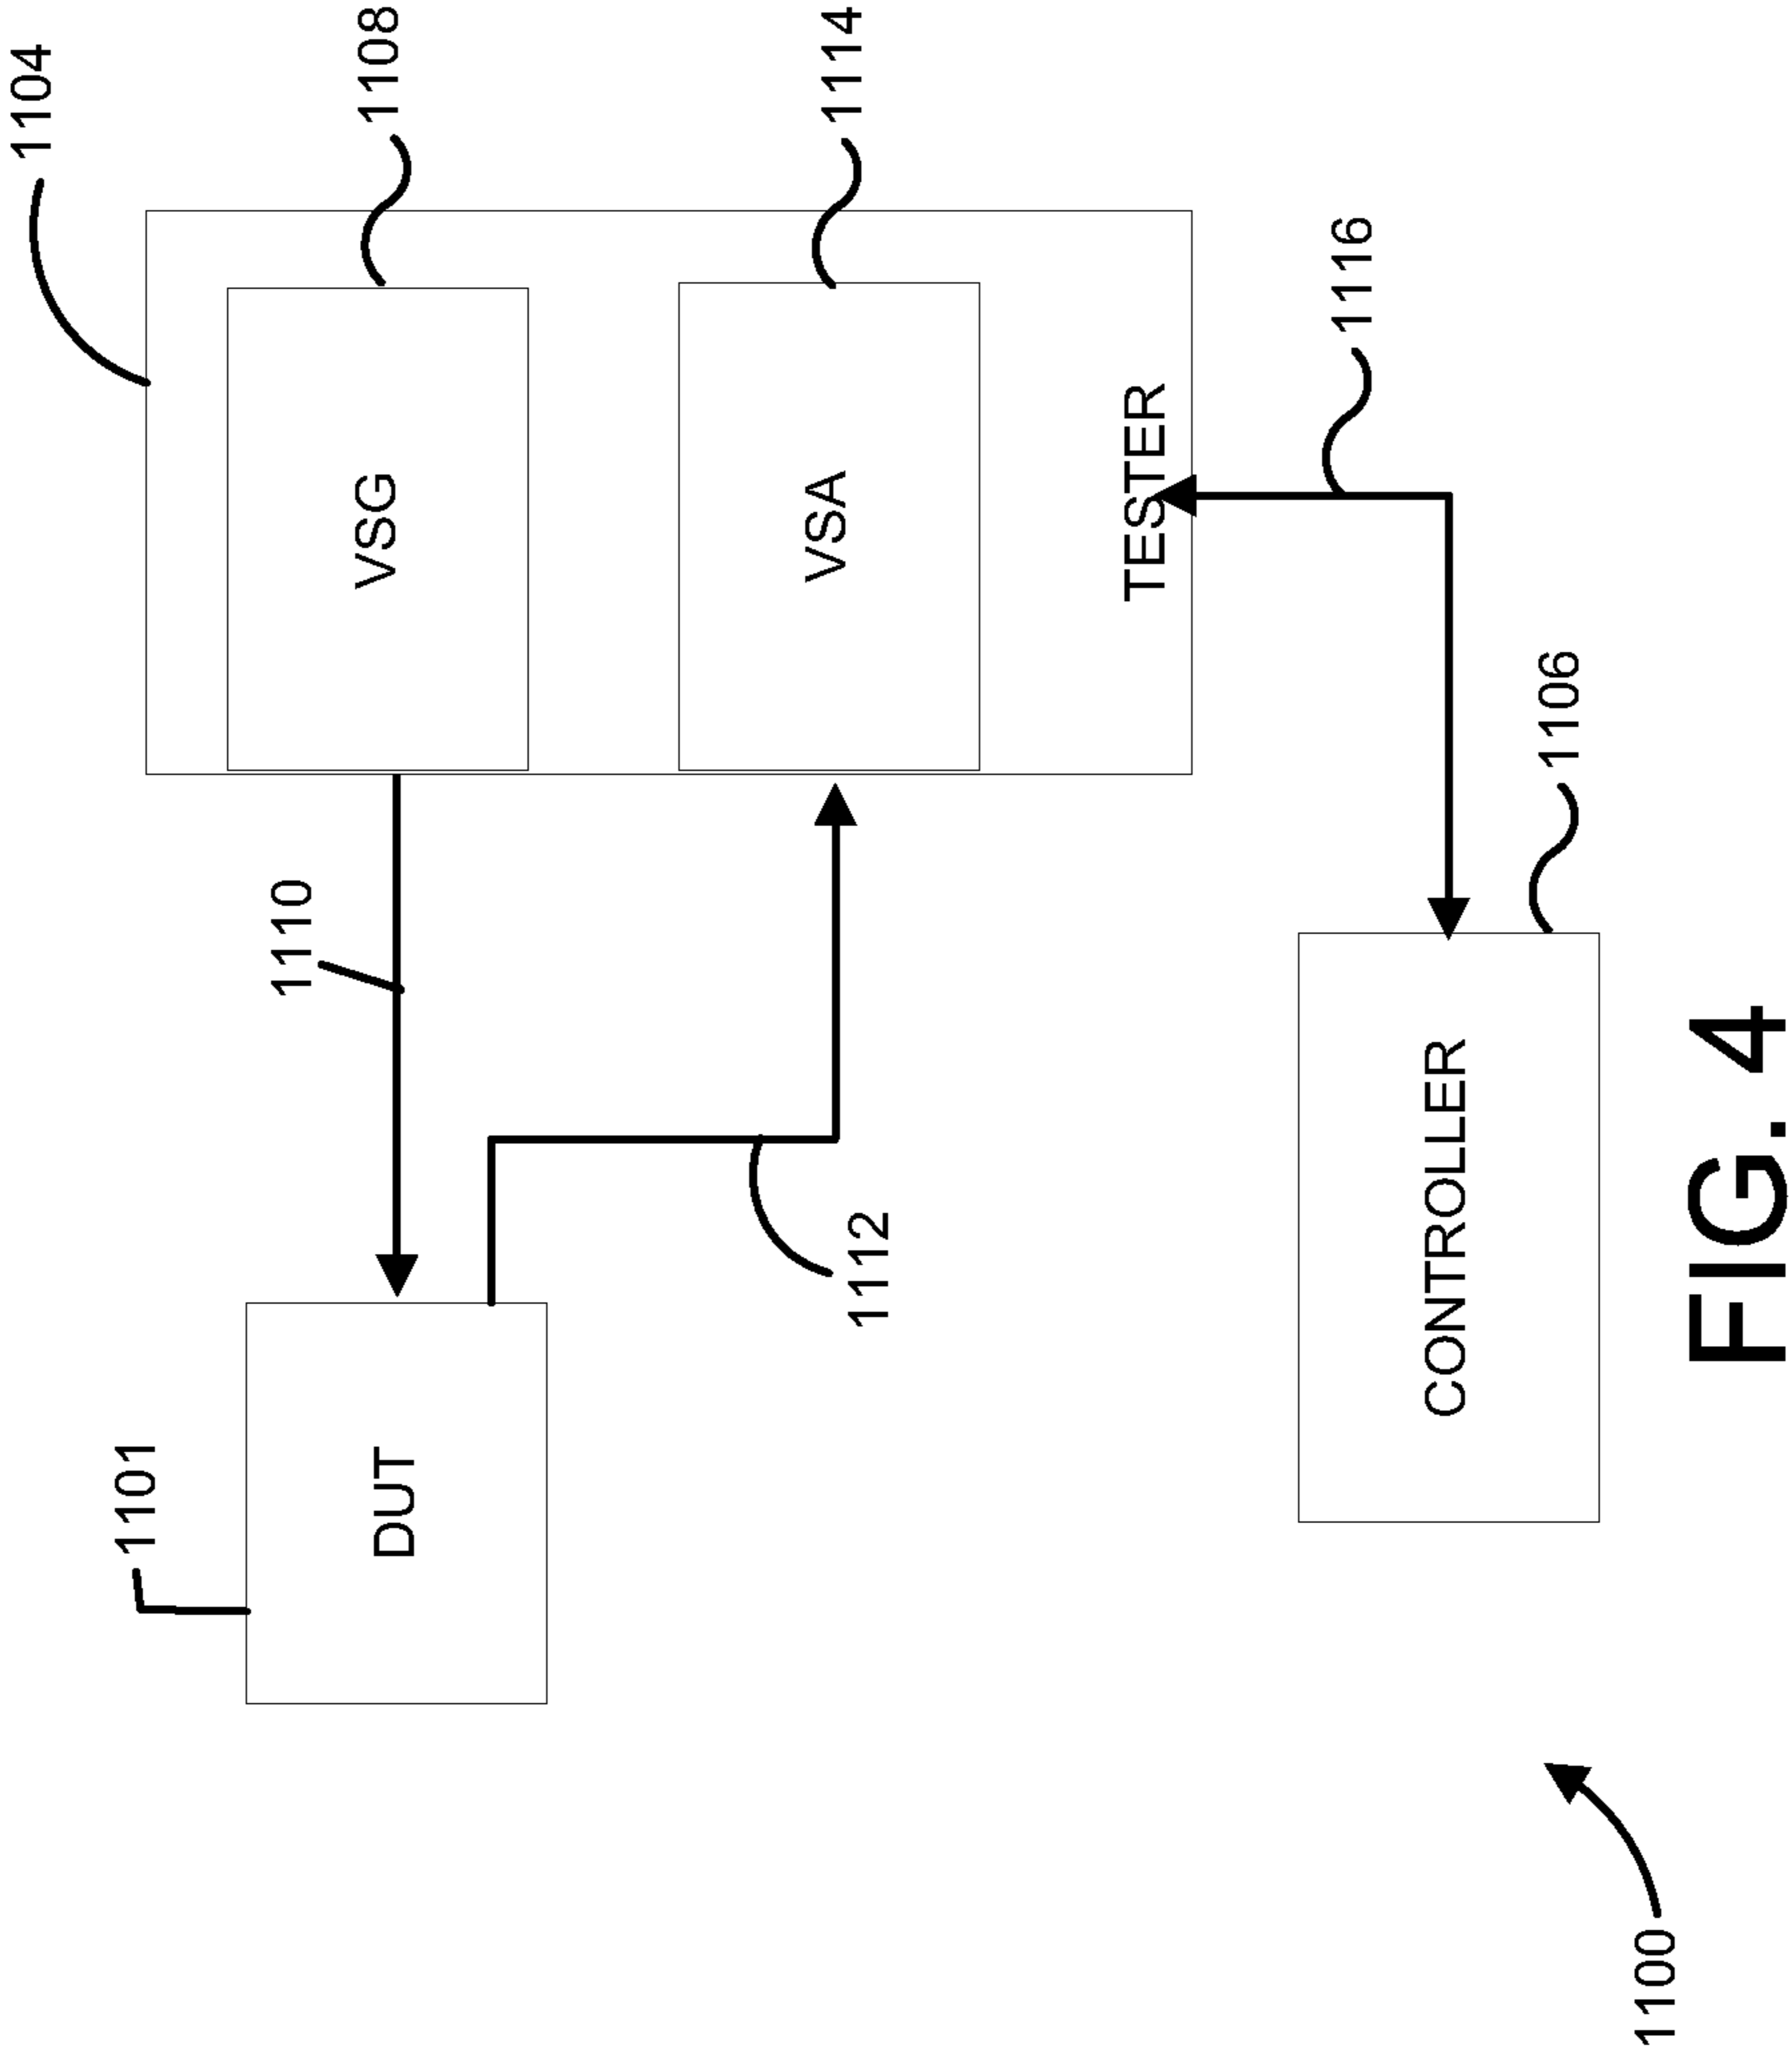 1104
1101
1110
1108
DUT
VSG
1112
1114
VSA
TESTER
1116
1106
CONTROLLER
1100
FIG. 4